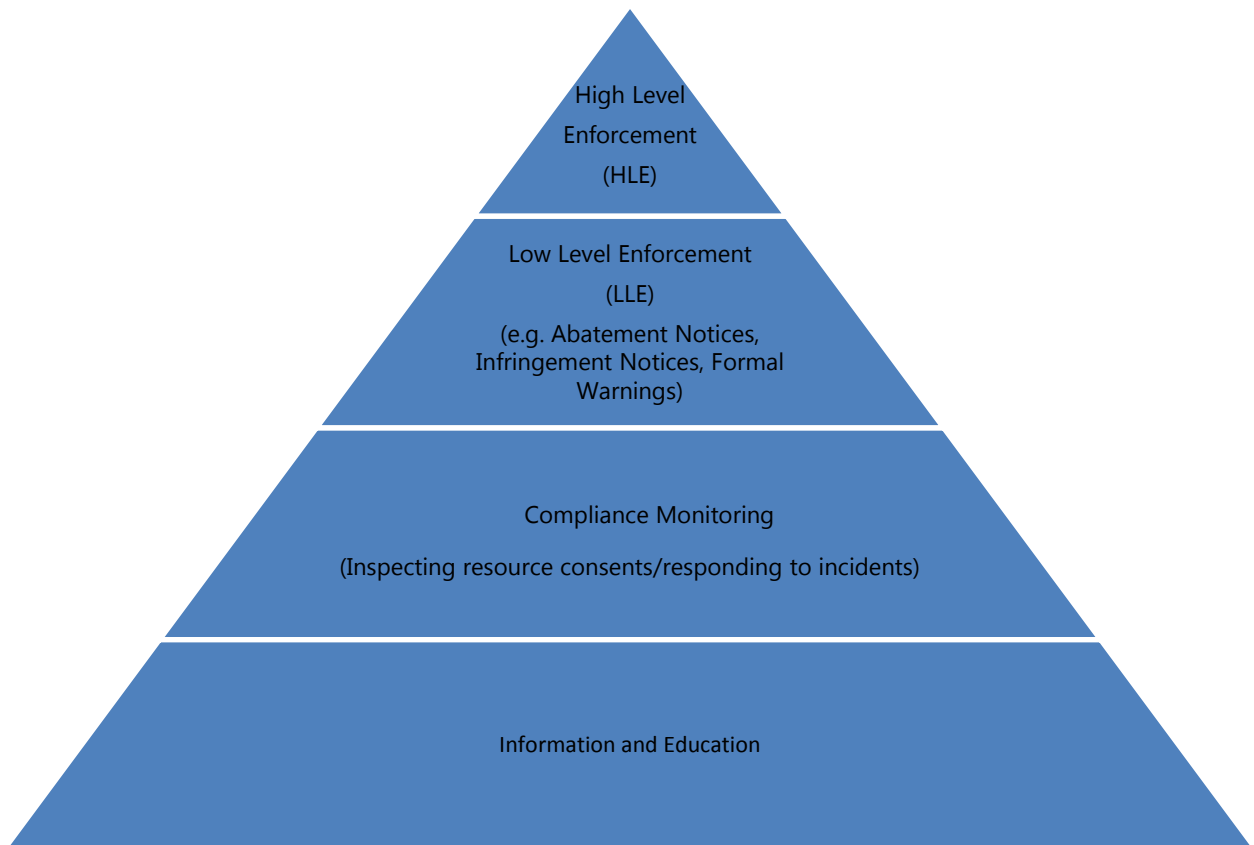 High Level
Enforcement
(HLE)
Low Level Enforcement
(LLE)
(e.g. Abatement Notices,
Infringement Notices, Formal
Warnings)
Compliance Monitoring
(Inspecting resource consents/responding to incidents)
Information and Education